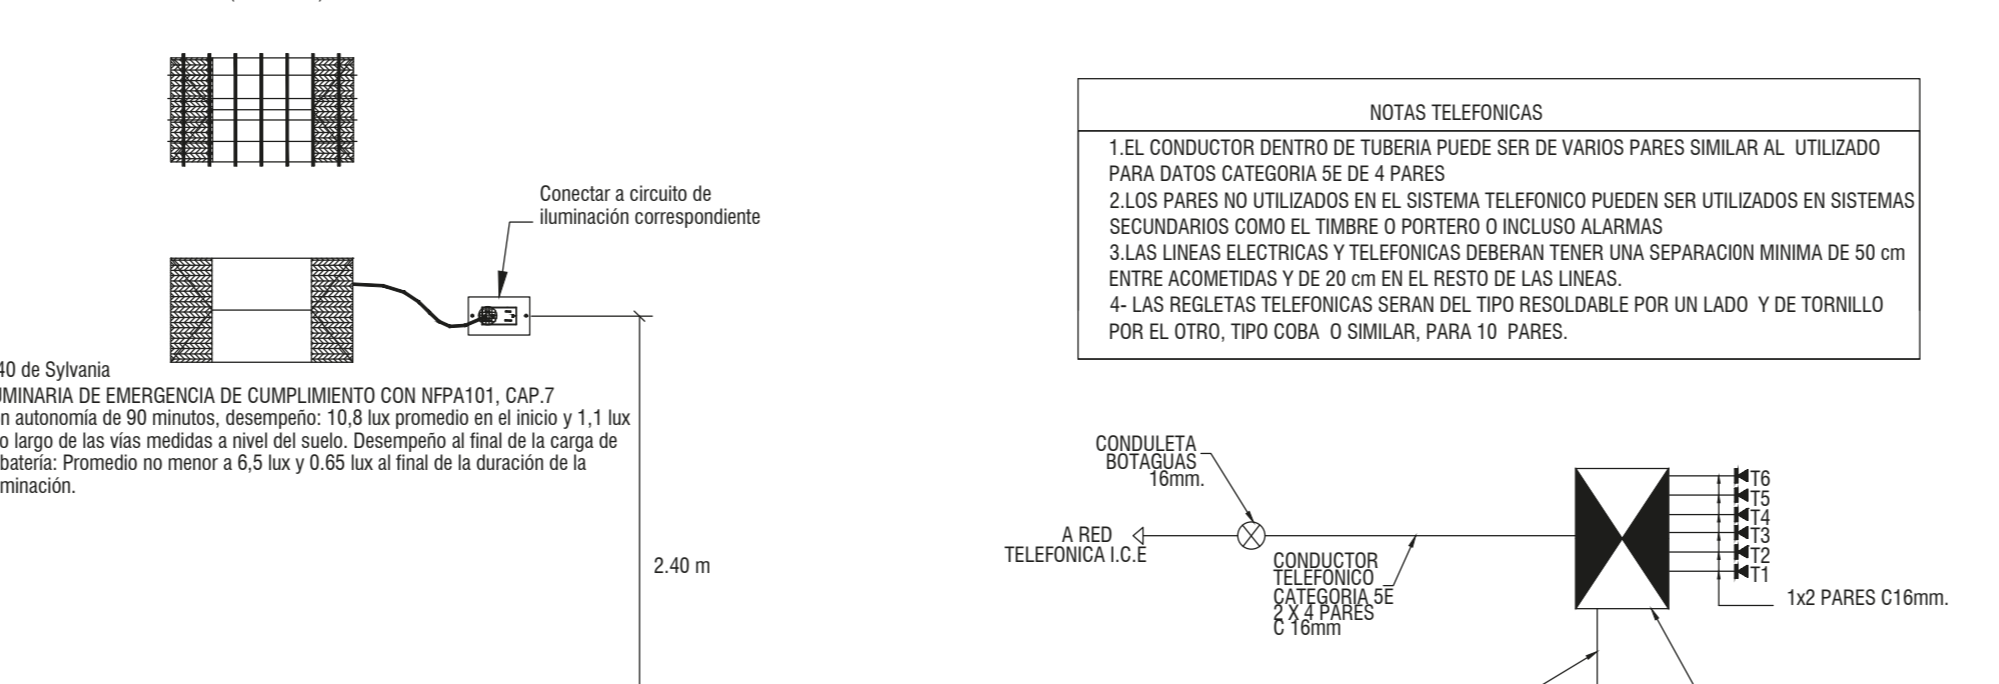 Conectar a circuito de
iluminación correspondiente
40 de Sylvania
UMINARIA DE EMERGENCIA DE CUMPLIMIENTO CON NFPA101, CAP.7
n autonomía de 90 minutos, desempeño: 10,8 lux promedio en el inicio y 1,1 lux
o largo de las vías medidas a nivel del suelo. Desempeño al final de la carga de
batería: Promedio no menor a 6,5 lux y 0.65 lux al final de la duración de la
minación.
2.40 m
NOTAS TELEFONICAS
1.EL CONDUCTOR DENTRO DE TUBERIA PUEDE SER DE VARIOS PARES SIMILAR AL UTILIZADO
PARA DATOS CATEGORIA 5E DE 4 PARES
2.LOS PARES NO UTILIZADOS EN EL SISTEMA TELEFONICO PUEDEN SER UTILIZADOS EN SISTEMAS
SECUNDARIOS COMO EL TIMBRE O PORTERO O INCLUSO ALARMAS
3.LAS LINEAS ELECTRICAS Y TELEFONICAS DEBERAN TENER UNA SEPARACION MINIMA DE 50 cm
ENTRE ACOMETIDAS Y DE 20 cm EN EL RESTO DE LAS LINEAS.
4- LAS REGLETAS TELEFONICAS SERAN DEL TIPO RESOLDABLE POR UN LADO Y DE TORNILLO
POR EL OTRO, TIPO COBA O SIMILAR, PARA 10 PARES.
CONDULETA
BOTAGUAS
16mm.
A RED
TELEFONICA I.C.E
CONDUCTOR
TELEFONICO
CATEGORIA 5E
2 X 4 PARES
C 16mm
T6
T5
T4
T3
T2
T1
1x2 PARES C16mm.